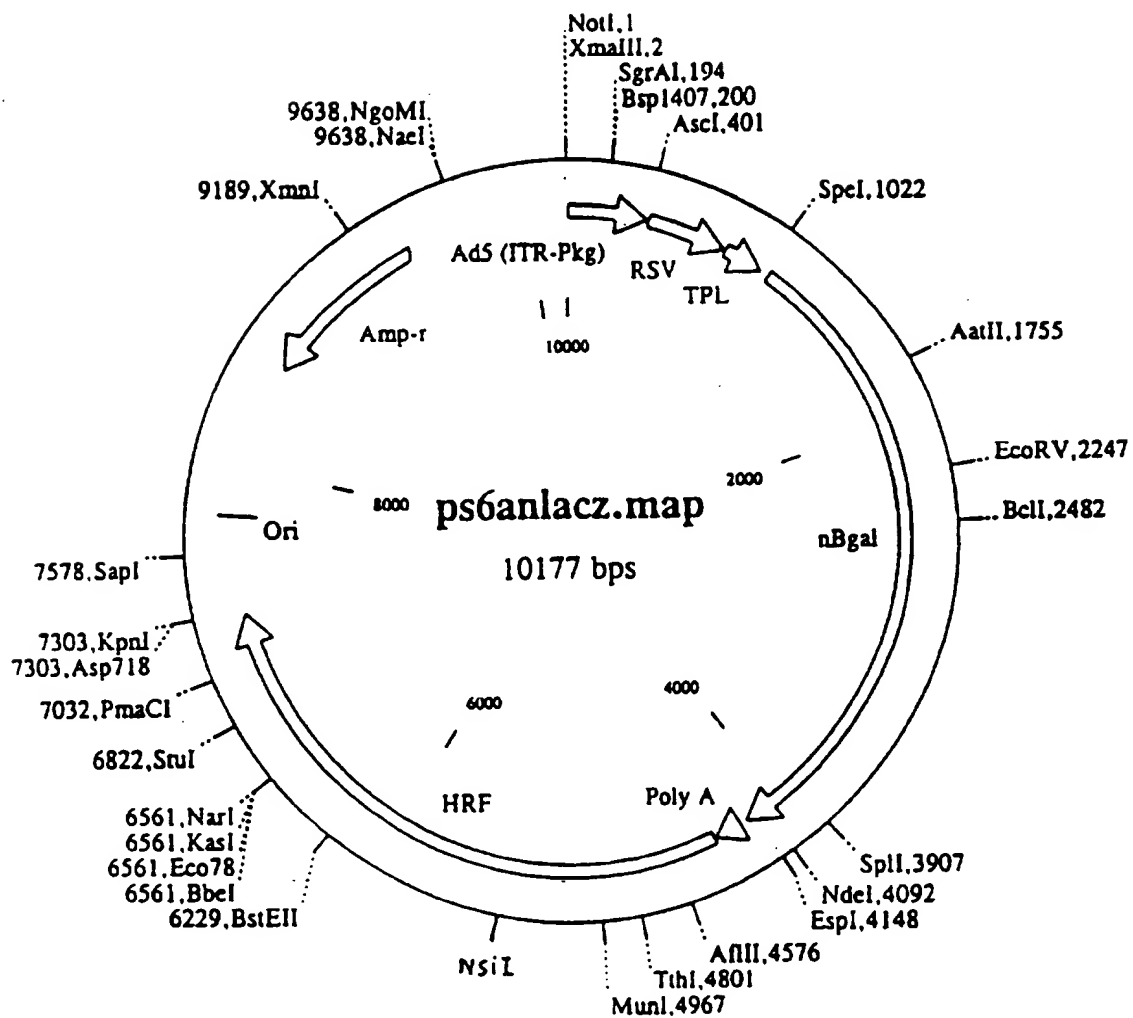 NotI,1
XmaIII,2
SgrAI,194
Bsp1407,200
AscI,401
SpeI,1022
AatII,1755
EcoRV,2247
BclI,2482
SplI,3907
NdeI,4092
EspI,4148
AflII,4576
TthI,4801
MunI,4967
NsiI
6229,BstEII
6561,BbeI
6561,Eco78
6561,KasI
6561,NarI
6822,StuI
7032,PmaCI
7303,Asp718
7303,KpnI
7578,SapI
9189,XmnI
9638,NaeI
9638,NgoMI
Ad5 (ITR-Pkg)
RSV
TPL
nBgal
Poly A
HRF
Ori
Amp-r
10000
2000
4000
6000
8000
ps6anlacz.map
10177 bps